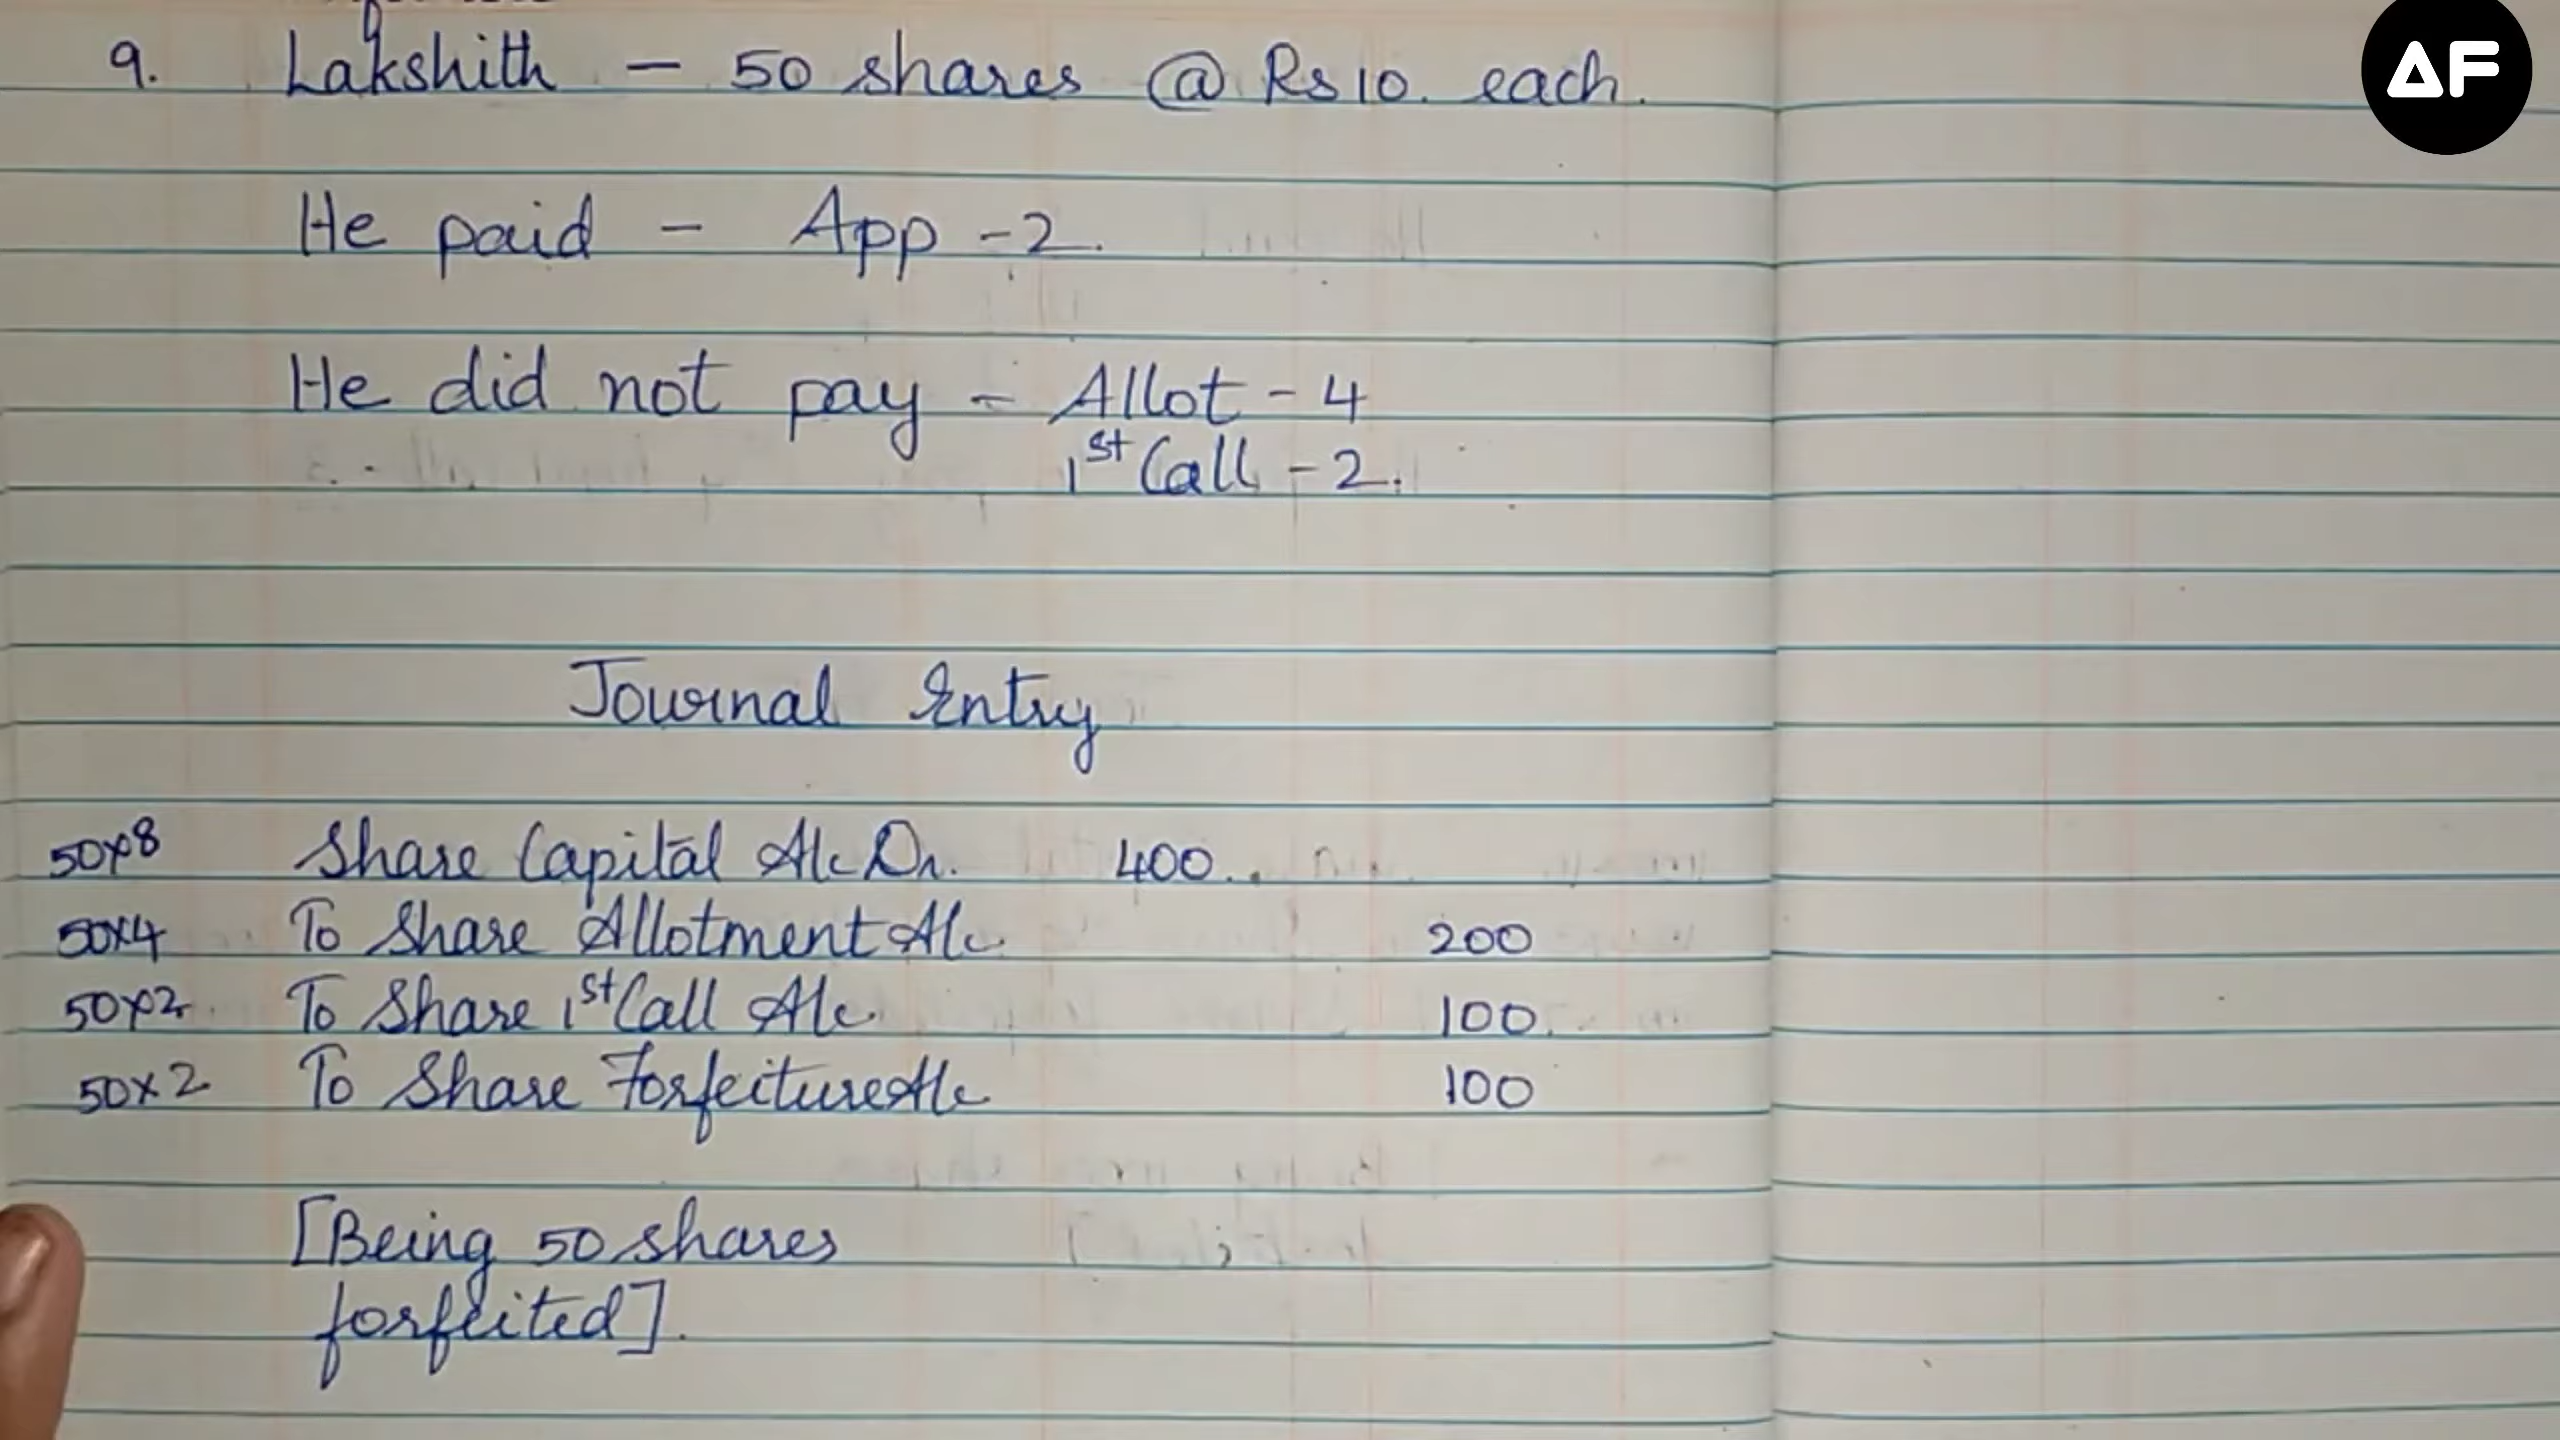 9. Lakshith - 50 shares @ Rs 10. each.
AF
He paid - App - 2.
He did not pay - Allot - 4
1st Call - 2.
Journal Entry
50x8 Share Capital A/c Dr. 400.
50x4 To Share Allotment A/c 200
50x2 To Share 1st Call A/c 100.
50x2 To Share Forfeiture A/c 100
[Being 50 shares
forfeited].